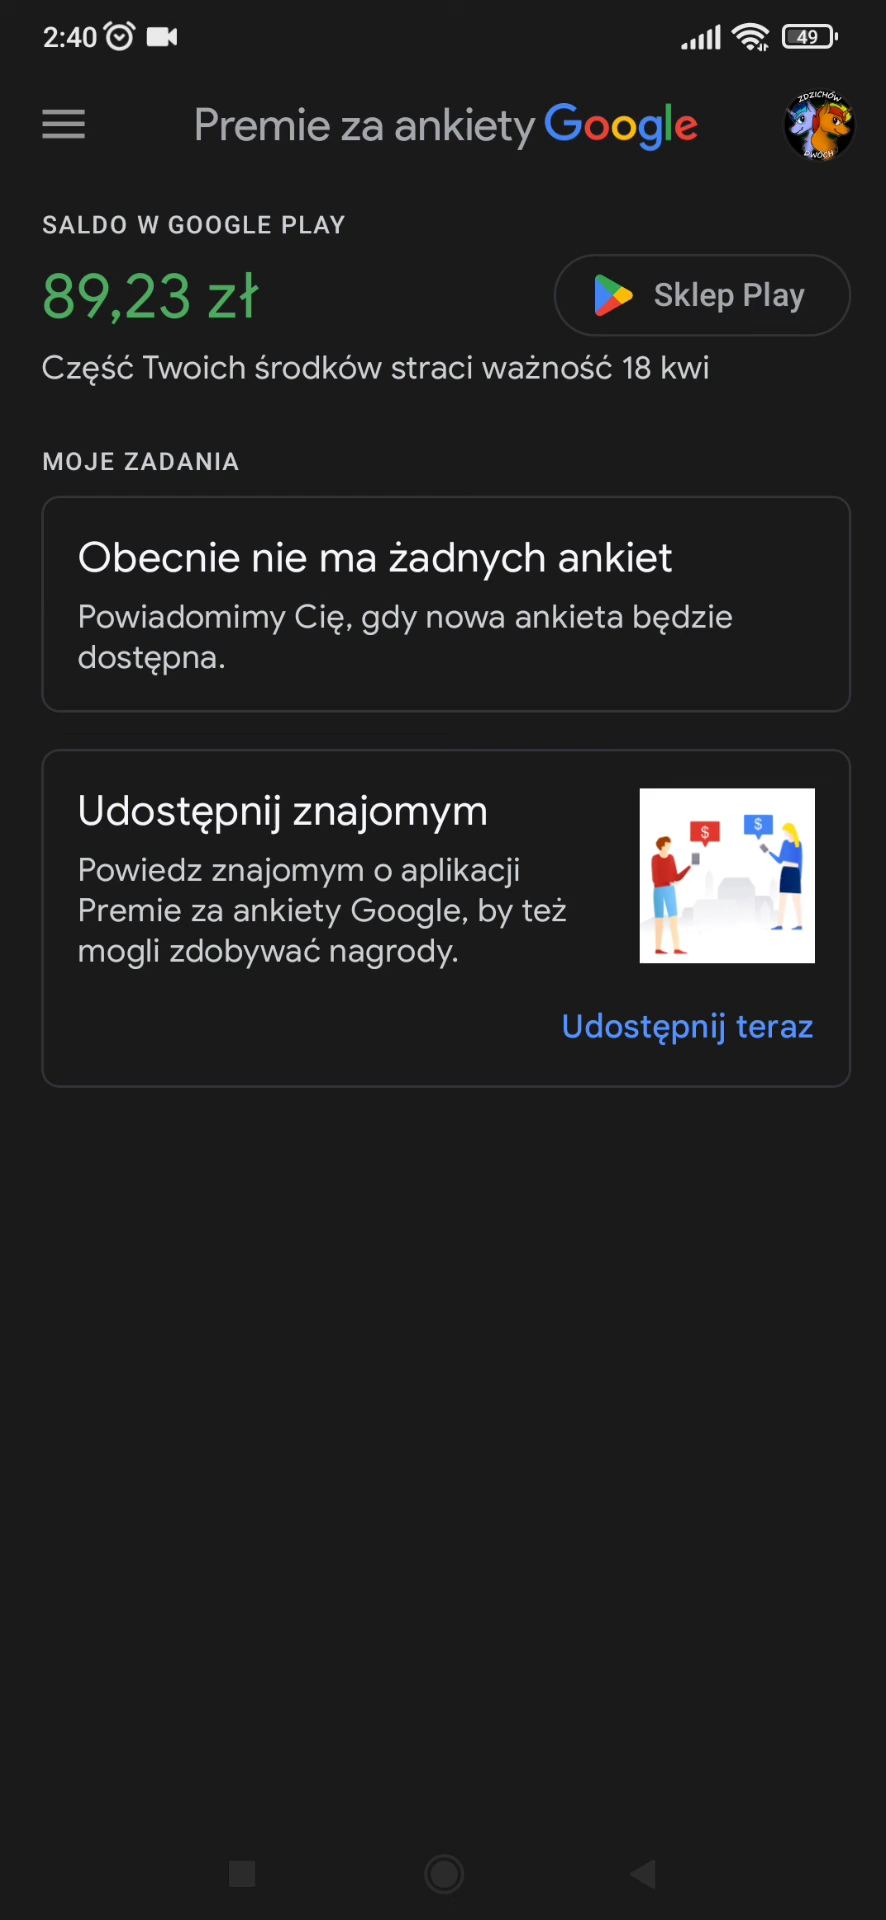 2:40
49
Premie za ankiety Google
ZDZICHÓW
DWÓCH
SALDO W GOOGLE PLAY
89,23 zł
Sklep Play
Część Twoich środków straci ważność 18 kwi
MOJE ZADANIA
Obecnie nie ma żadnych ankiet
Powiadomimy Cię, gdy nowa ankieta będzie
dostępna.
Udostępnij znajomym
$
$
Powiedz znajomym o aplikacji
Premie za ankiety Google, by też
mogli zdobywać nagrody.
Udostępnij teraz